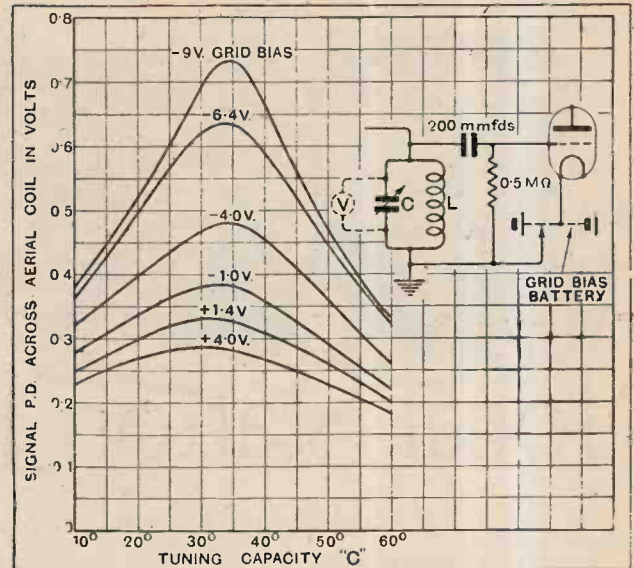 SIGNAL P.D. ACROSS AERIAL COIL IN VOLTS
0·8
0·7
0·6
0·5
0·4
0·3
0·2
0·1
0
-9V. GRID BIAS
-6·4V.
-4·0V.
-1·0V.
+1·4V
+4·0V.
200 mmfds
V
C
L
0·5 MΩ
GRID BIAS
BATTERY
10° 20° 30° 40° 50° 60°
TUNING CAPACITY "C"